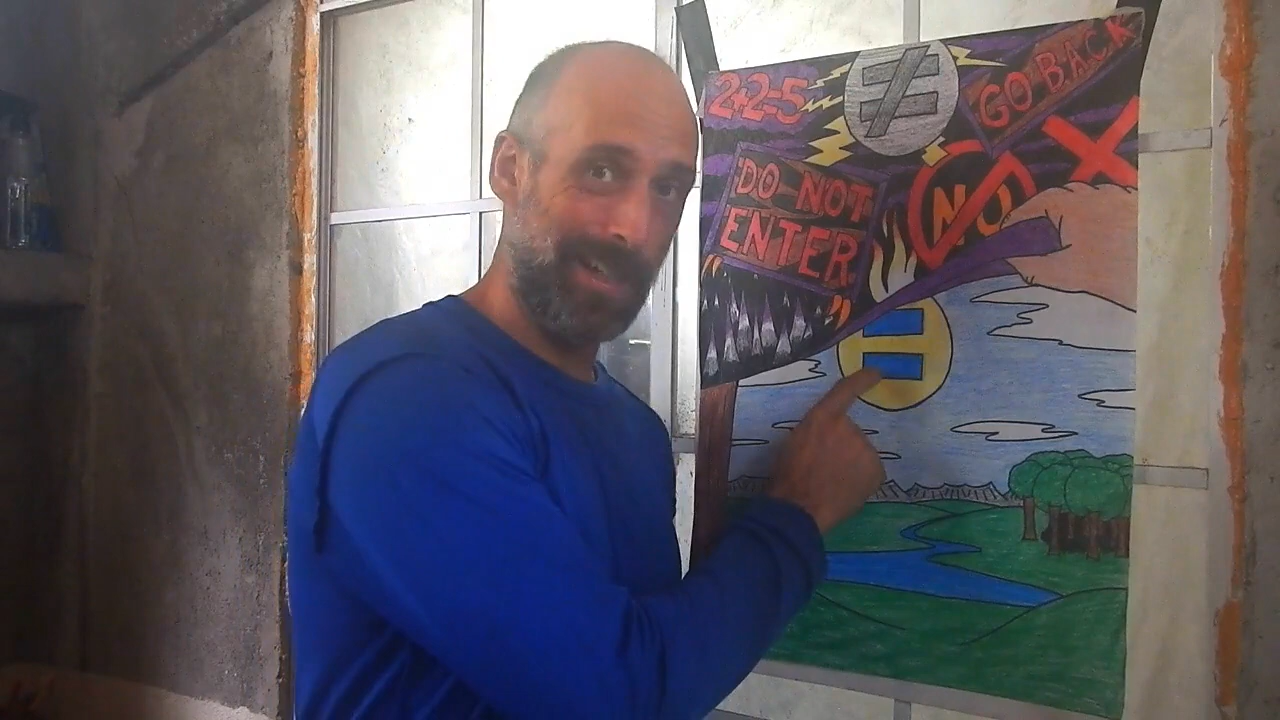 2+2=5
≠
GO BACK
DO NOT
ENTER
NO
=